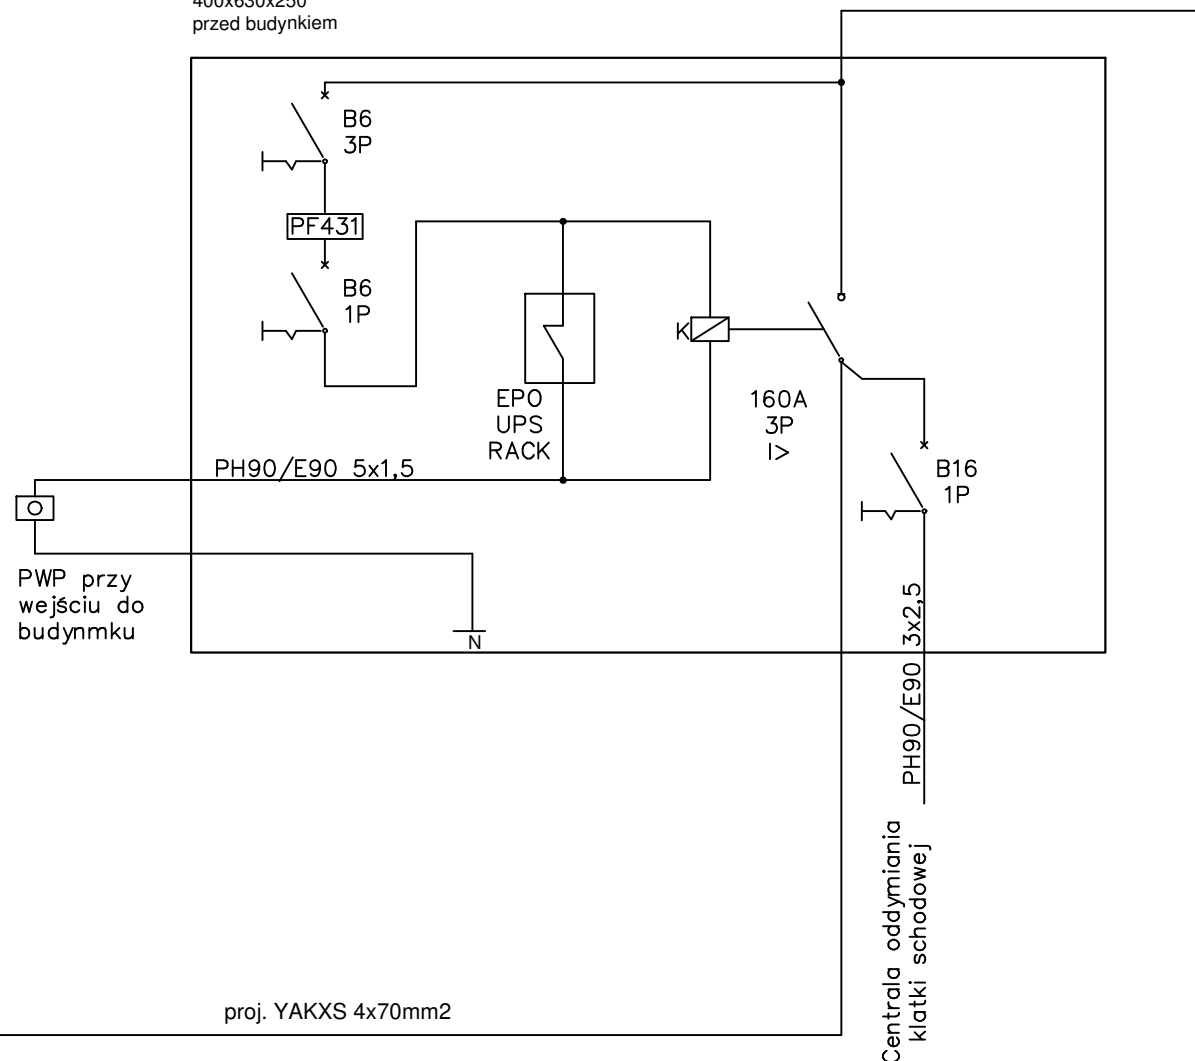 400x630x250
przed budynkiem
B6
3P
PF431
B6
1P
K
EPO
UPS
RACK
160A
3P
I>
B16
1P
PH90/E90 5x1,5
PWP przy
wejściu do
budynmku
N
PH90/E90 3x2,5
Centrala oddymiania
klatki schodowej
proj. YAKXS 4x70mm2